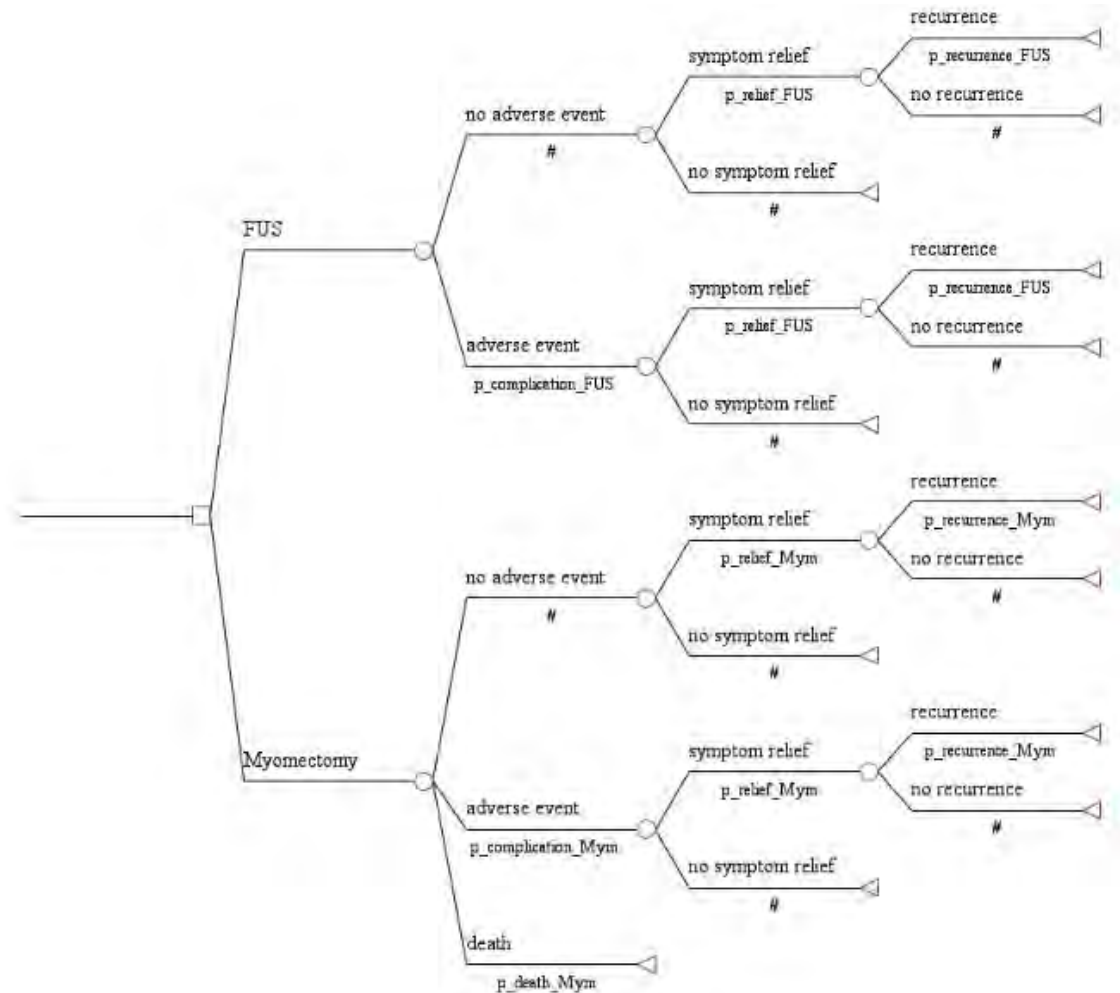 recurrence
p_recurrence_FUS
symptom relief
p_relief_FUS
no recurrence
#
no adverse event
#
no symptom relief
#
FUS
recurrence
p_recurrence_FUS
symptom relief
p_relief_FUS
no recurrence
#
adverse event
p_complication_FUS
no symptom relief
#
recurrence
p_recurrence_Mym
symptom relief
p_relief_Mym
no recurrence
#
no adverse event
#
no symptom relief
#
Myomectomy
recurrence
p_recurrence_Mym
symptom relief
p_relief_Mym
no recurrence
#
adverse event
p_complication_Mym
no symptom relief
#
death
p_death_Mym